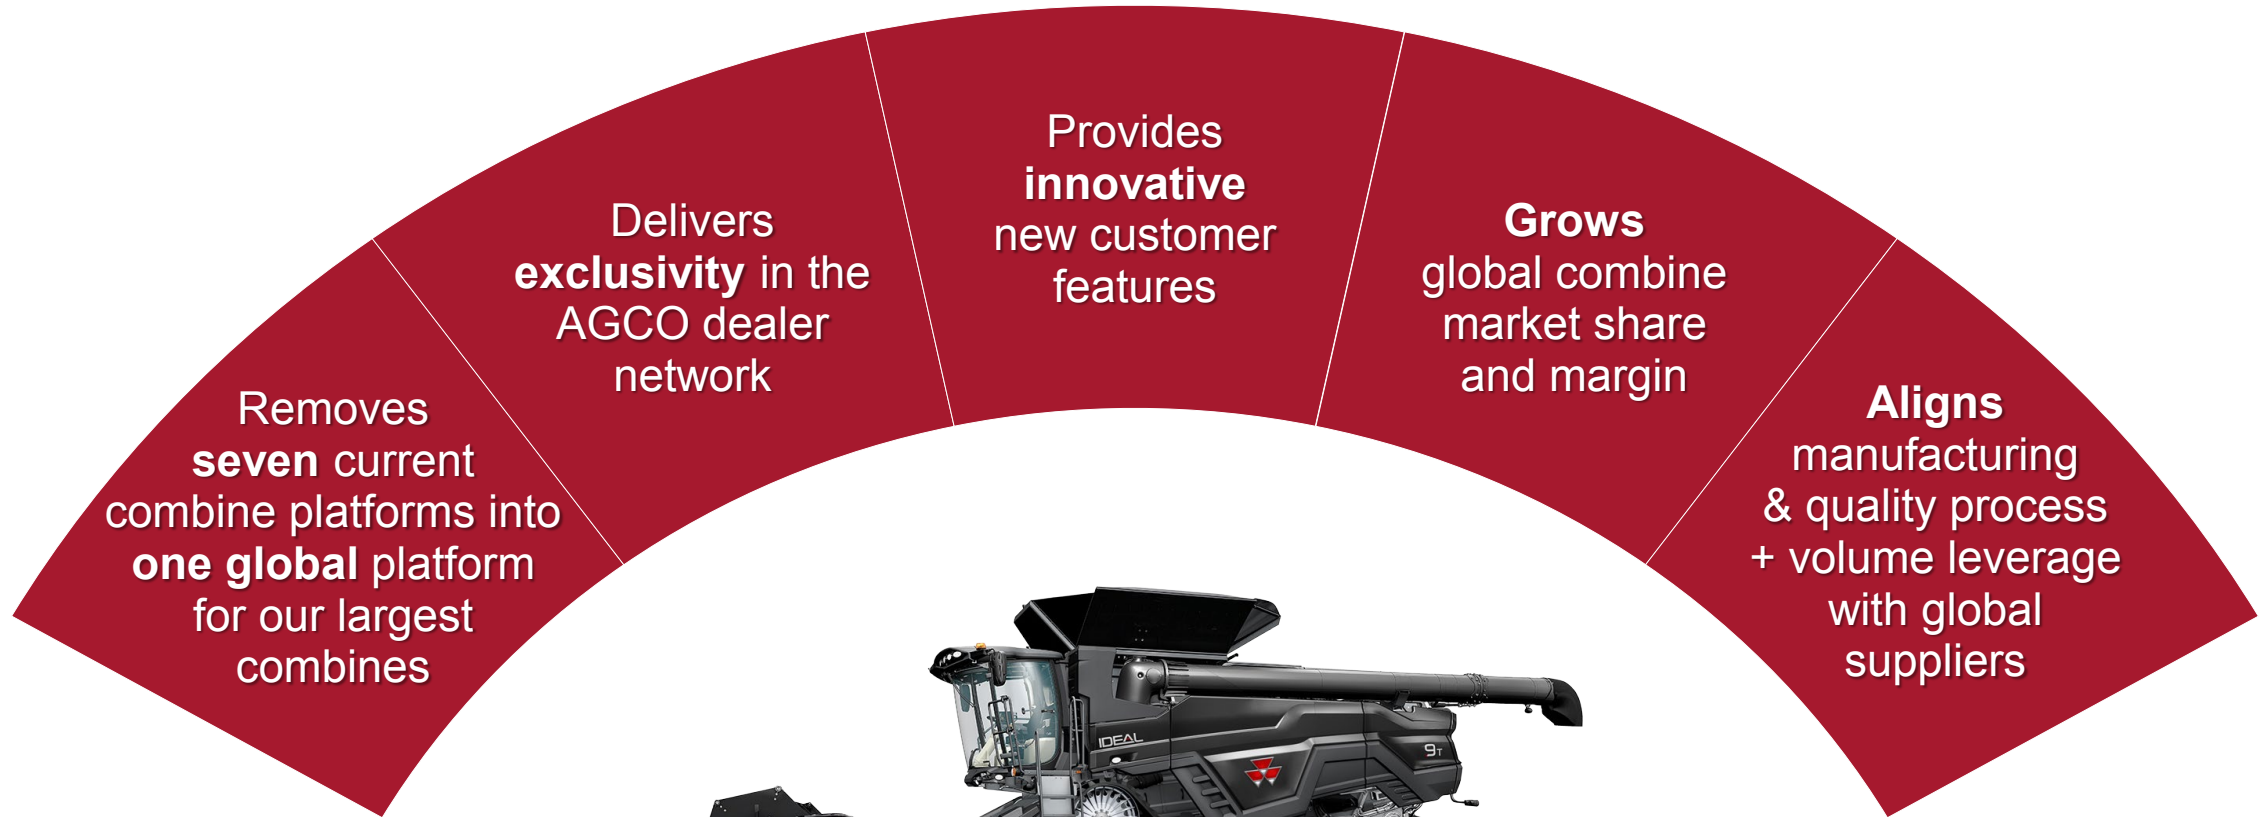 Removes
seven current
combine platforms into
one global platform
for our largest
combines
Delivers
exclusivity in the
AGCO dealer
network
Provides
innovative
new customer
features
Grows
global combine
market share
and margin
Aligns
manufacturing
& quality process
+ volume leverage
with global
suppliers
IDEAL
9T